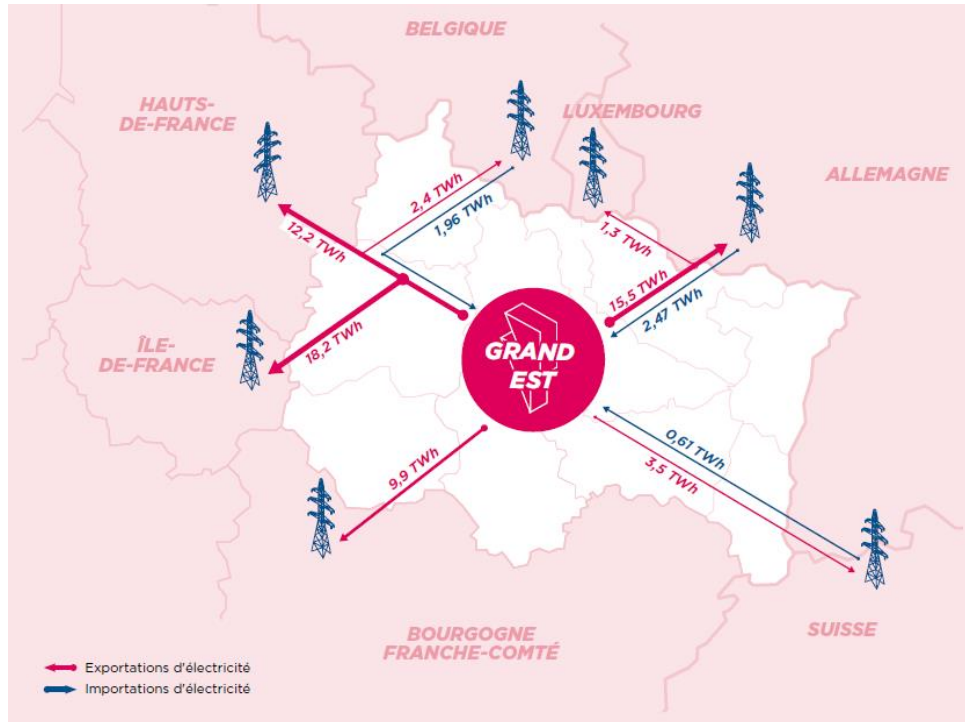 BELGIQUE
HAUTS-
DE-FRANCE
LUXEMBOURG
ALLEMAGNE
2,4 TWh
1,96 TWh
12,2 TWh
1,3 TWh
15,5 TWh
2,47 TWh
ÎLE-
DE-FRANCE
18,2 TWh
GRAND
EST
9,9 TWh
0,61 TWh
3,5 TWh
BOURGOGNE
FRANCHE-COMTÉ
SUISSE
Exportations d'électricité
Importations d'électricité